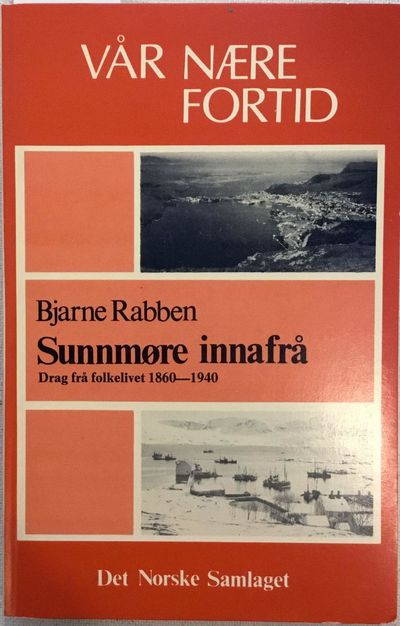 VÅR NÆRE
FORTID
Bjarne Rabben
Sunnmøre innafrå
Drag frå folkelivet 1860—1940
Det Norske Samlaget